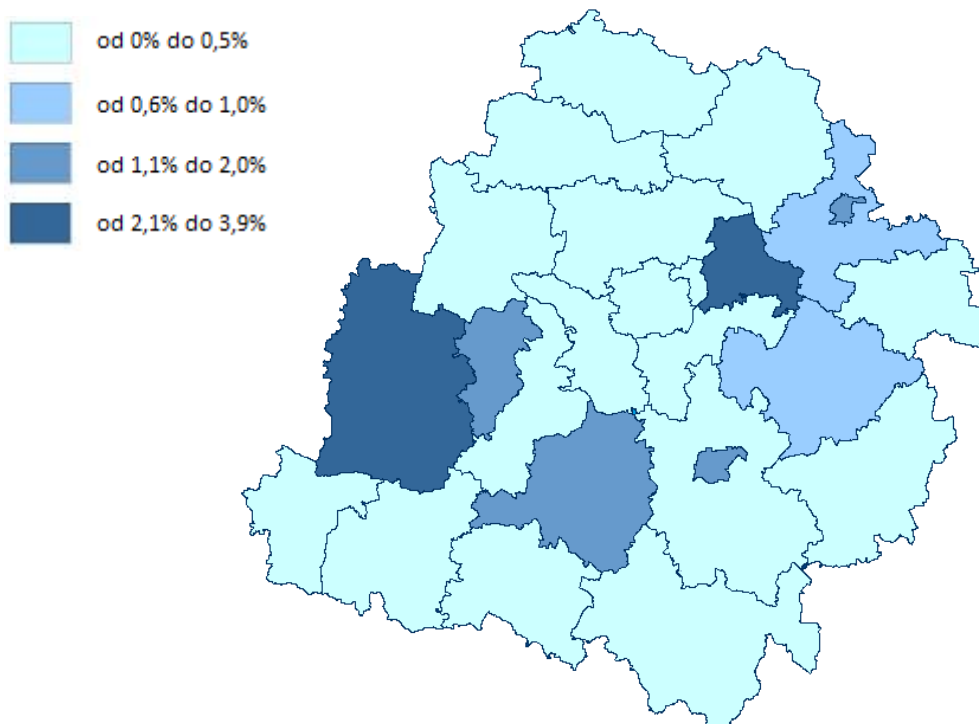 od 0% do 0,5%
od 0,6% do 1,0%
od 1,1% do 2,0%
od 2,1% do 3,9%